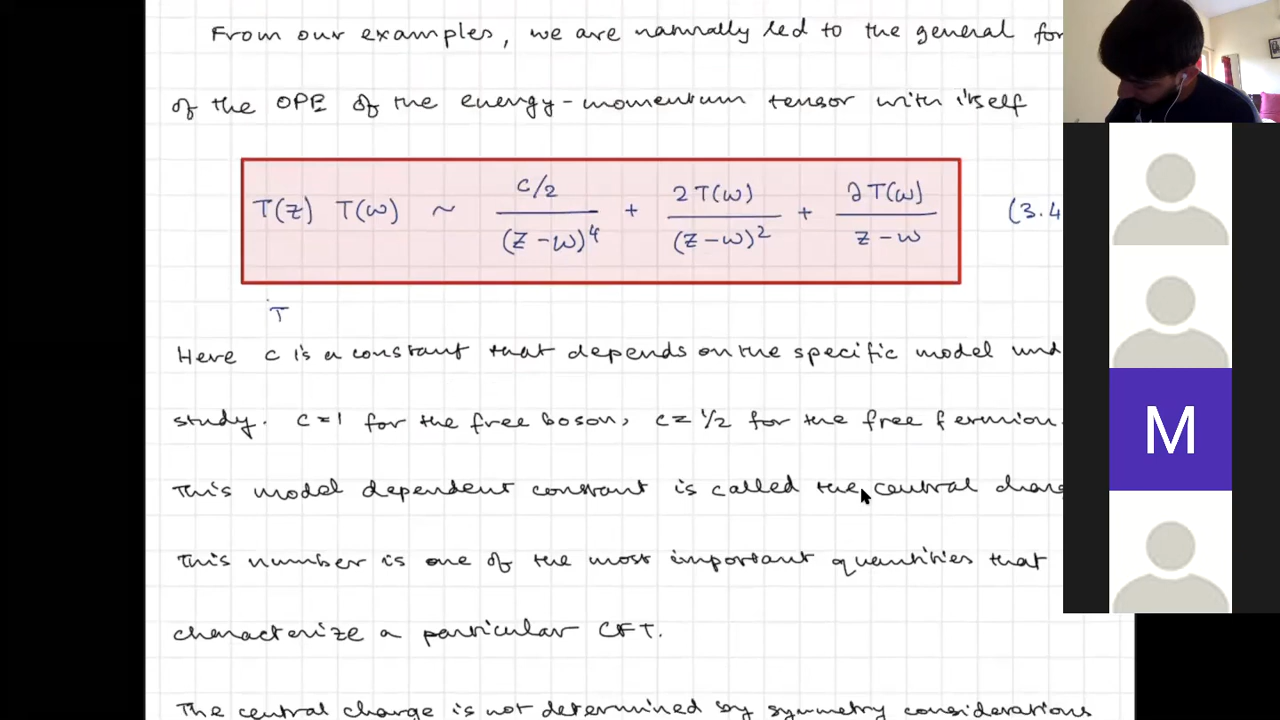 From our examples, we are naturally led to the general for
of the OPE of the energy-momentum tensor with itself
T(z) T(w) ~ c/2 / (z-w)^4 + 2T(w) / (z-w)^2 + ∂T(w) / z-w (3.4
T
Here c is a constant that depends on the specific model und
study. c=1 for the free boson, c=1/2 for the free fermion.
This model dependent constant is called the central charg
This number is one of the most important quantities that
characterize a particular CFT.
The central charge is not determined by symmetry considerations
M